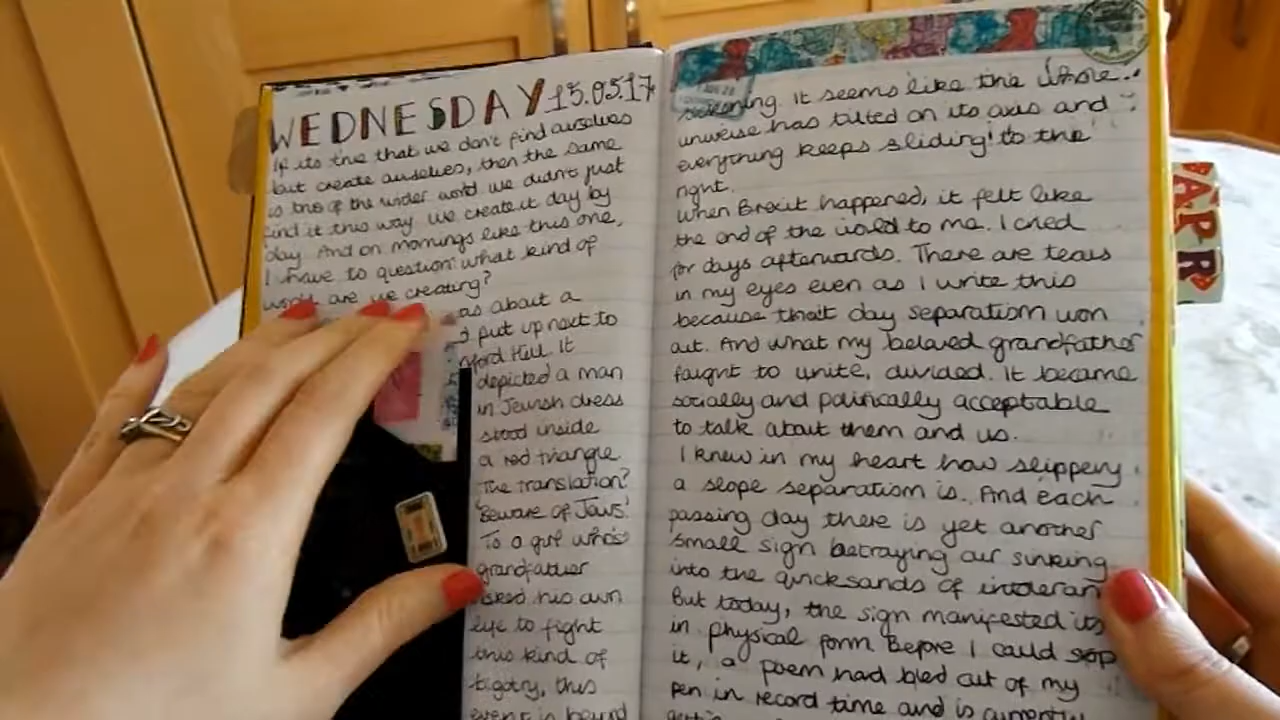 WEDNESDAY 15.03.17
If its true that we don't find ourselves
but create ourselves, then the same
is true of the wider world we didn't just
find it this way we create it day by
day. And on mornings like this one,
I have to question: what kind of
world are we creating?
as about a
put up next to
ford Hill. It
depicted a man
in Jewish dress
stood inside
a red triangle
The translation?
'Beware of Jews!'
To a girl who's
grandfather
risked his own
life to fight
this kind of
bigotry, this
event is beyond
sickening. It seems like the whole
universe has tilted on its axis and
everything keeps sliding to the
right.
When Brexit happened, it felt like
the end of the world to me. I cried
for days afterwards. There are tears
in my eyes even as I write this
because that day separatism won
out. And what my beloved grandfather
fought to unite, divided. It became
socially and politically acceptable
to talk about them and us.
I knew in my heart how slippery
a slope separatism is. And each
passing day there is yet another
small sign betraying our sinking
into the quicksands of intoleran
But today, the sign manifested its
in physical form. Before I could stop
it, a poem had bled out of my
pen in record time and is currently
ARR